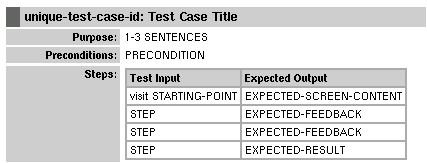 unique-test-case-id: Test Case Title
Purpose: 1-3 SENTENCES
Preconditions: PRECONDITION
Steps: Test Input Expected Output
visit STARTING-POINT EXPECTED-SCREEN-CONTENT
STEP EXPECTED-FEEDBACK
STEP EXPECTED-FEEDBACK
STEP EXPECTED-RESULT